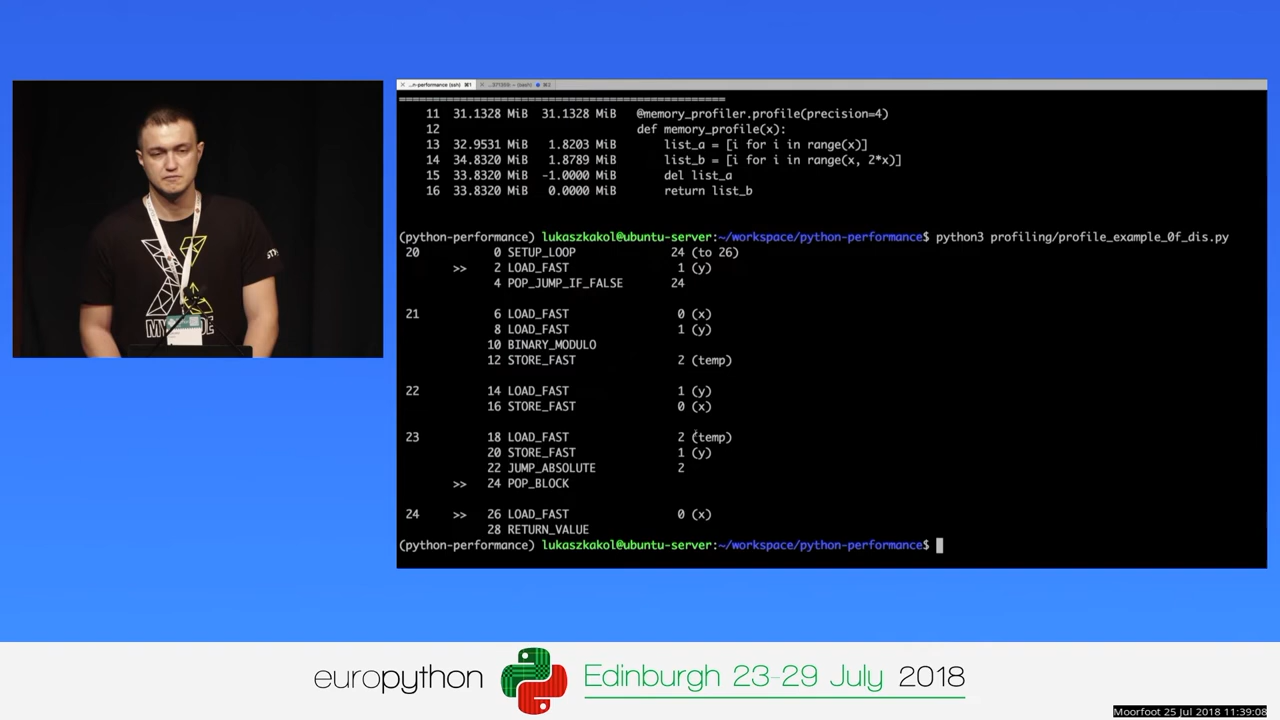 ...n-performance (ssh) ⌘1
11 31.1328 MiB 31.1328 MiB @memory_profiler.profile(precision=4)
12 def memory_profile(x):
13 32.9531 MiB 1.8203 MiB list_a = [i for i in range(x)]
14 34.8320 MiB 1.8789 MiB list_b = [i for i in range(x, 2*x)]
15 33.8320 MiB -1.0000 MiB del list_a
16 33.8320 MiB 0.0000 MiB return list_b
(python-performance) lukaszkakol@ubuntu-server:~/workspace/python-performance$ python3 profiling/profile_example_0f_dis.py
20 0 SETUP_LOOP 24 (to 26)
>> 2 LOAD_FAST 1 (y)
4 POP_JUMP_IF_FALSE 24
21 6 LOAD_FAST 0 (x)
8 LOAD_FAST 1 (y)
10 BINARY_MODULO
12 STORE_FAST 2 (temp)
22 14 LOAD_FAST 1 (y)
16 STORE_FAST 0 (x)
23 18 LOAD_FAST 2 (temp)
20 STORE_FAST 1 (y)
22 JUMP_ABSOLUTE 2
>> 24 POP_BLOCK
24 >> 26 LOAD_FAST 0 (x)
28 RETURN_VALUE
(python-performance) lukaszkakol@ubuntu-server:~/workspace/python-performance$
europython Edinburgh 23-29 July 2018
Moorfoot 25 Jul 2018 11:39:08